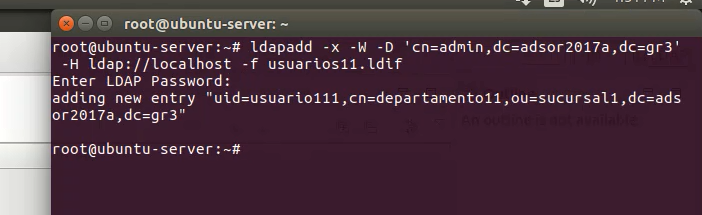 root@ubuntu-server: ~
root@ubuntu-server:~# ldapadd -x -W -D 'cn=admin,dc=adsor2017a,dc=gr3'
-H ldap://localhost -f usuarios11.ldif
Enter LDAP Password:
adding new entry "uid=usuario111,cn=departamento11,ou=sucursal1,dc=ads
or2017a,dc=gr3"
root@ubuntu-server:~#